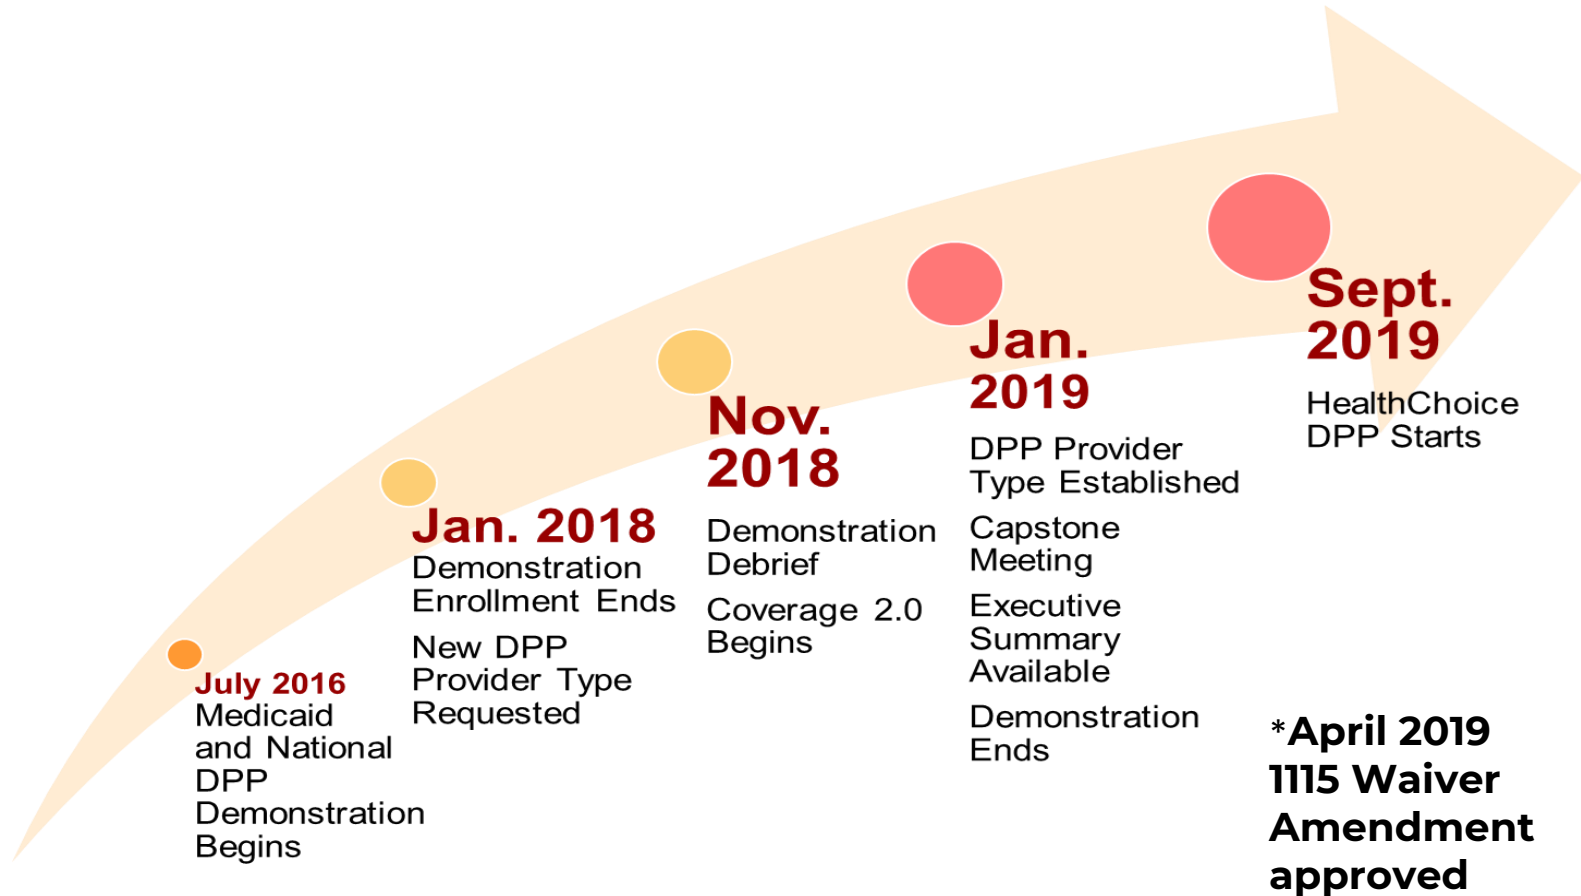 July 2016
Medicaid
and National
DPP
Demonstration
Begins
Jan. 2018
Demonstration
Enrollment Ends
New DPP
Provider Type
Requested
Nov.
2018
Demonstration
Debrief
Coverage 2.0
Begins
Jan.
2019
DPP Provider
Type Established
Capstone
Meeting
Executive
Summary
Available
Demonstration
Ends
Sept.
2019
HealthChoice
DPP Starts
*April 2019
1115 Waiver
Amendment
approved